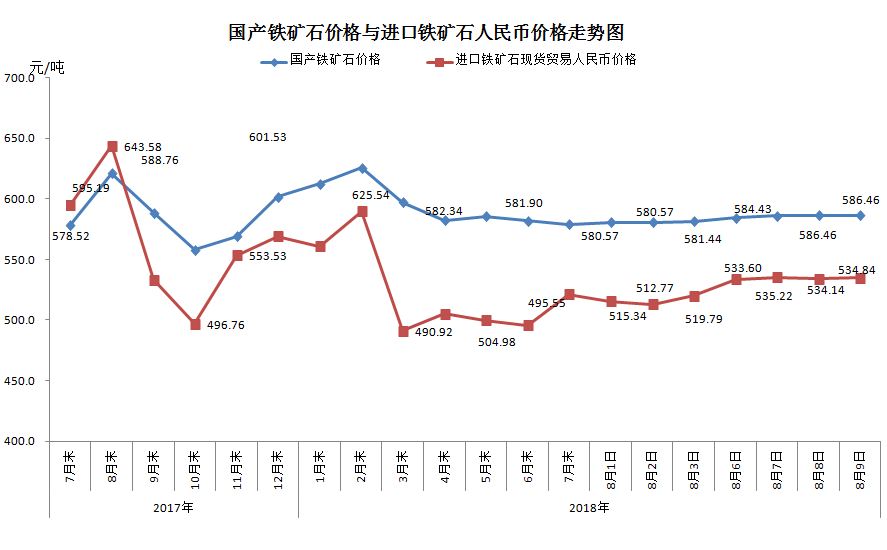 国产铁矿石价格与进口铁矿石人民币价格走势图
元/吨
国产铁矿石价格
进口铁矿石现货贸易人民币价格
700.0
650.0
600.0
550.0
500.0
450.0
400.0
595.19
578.52
643.58
588.76
496.76
601.53
553.53
625.54
490.92
582.34
504.98
581.90
495.55
580.57
515.34
580.57
512.77
581.44
519.79
584.43
533.60
535.22
586.46
534.14
586.46
534.84
7月末
8月末
9月末
10月末
11月末
12月末
1月末
2月末
3月末
4月末
5月末
6月末
7月末
8月1日
8月2日
8月3日
8月6日
8月7日
8月8日
8月9日
2017年
2018年